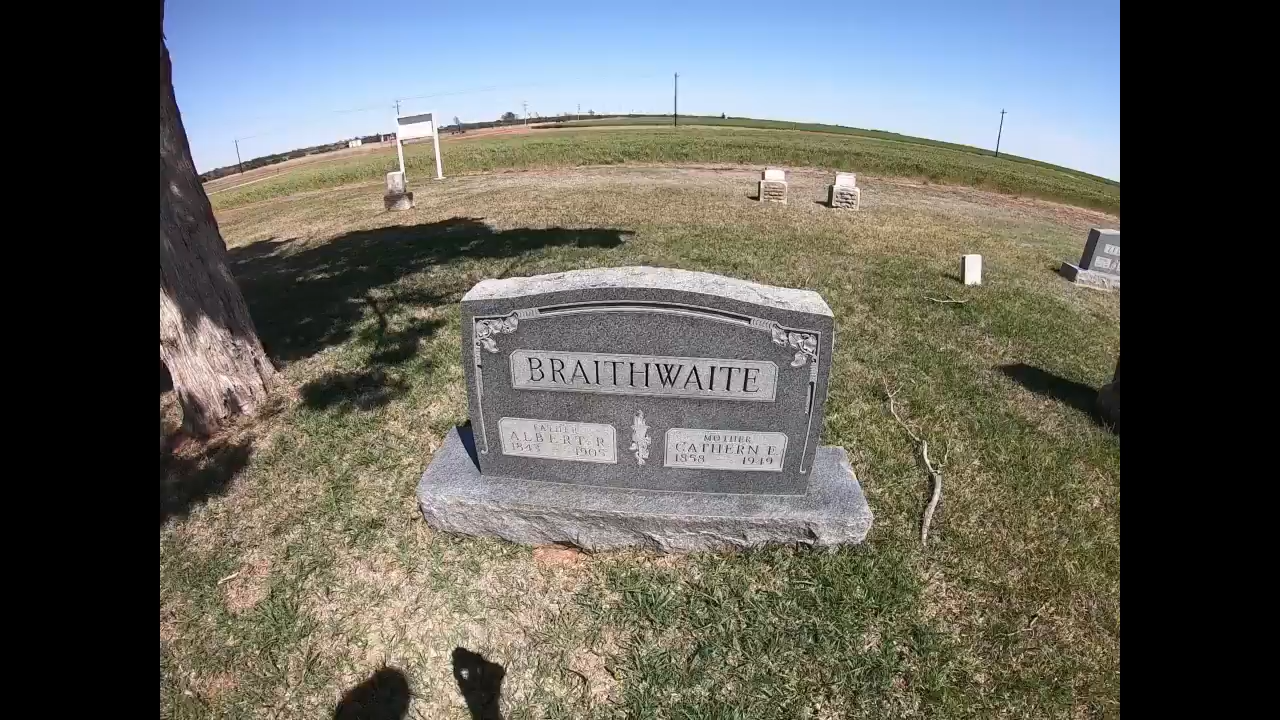 BRAITHWAITE
FATHER
ALBERT R.
1843 1905
MOTHER
CATHERN E.
1858 1949